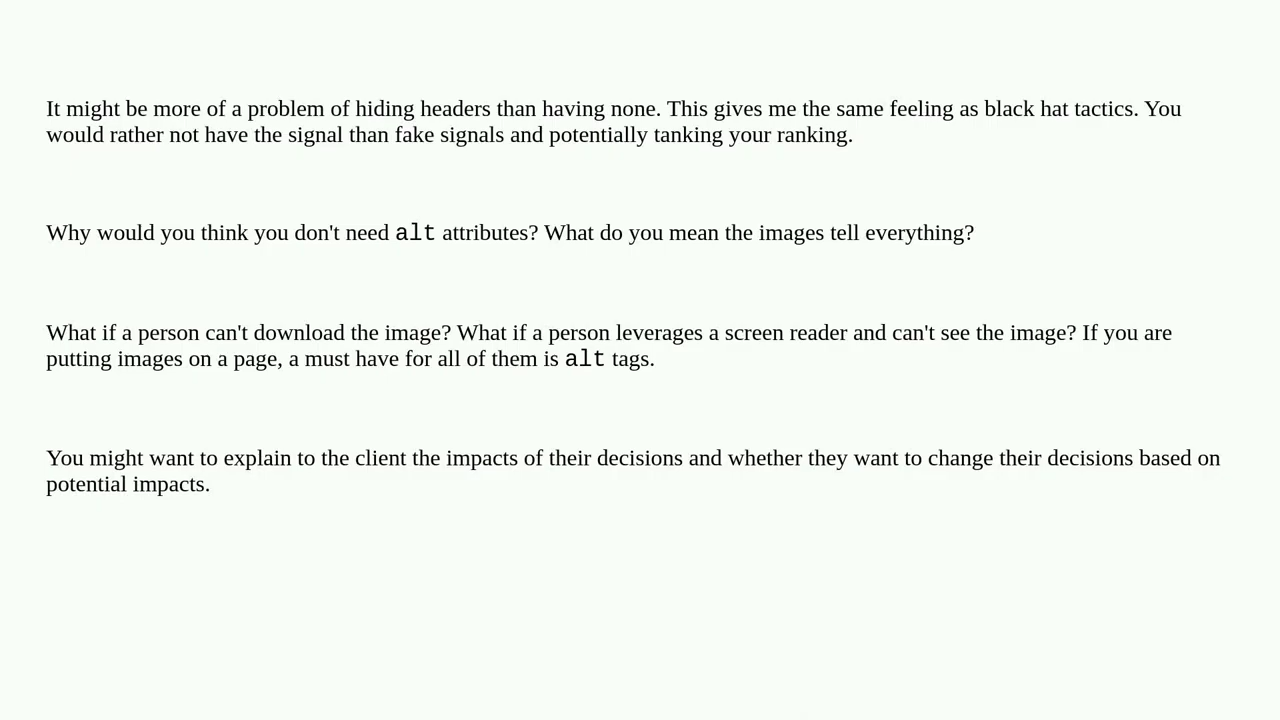 It might be more of a problem of hiding headers than having none. This gives me the same feeling as black hat tactics. You
would rather not have the signal than fake signals and potentially tanking your ranking.
Why would you think you don't need alt attributes? What do you mean the images tell everything?
What if a person can't download the image? What if a person leverages a screen reader and can't see the image? If you are
putting images on a page, a must have for all of them is alt tags.
You might want to explain to the client the impacts of their decisions and whether they want to change their decisions based on
potential impacts.